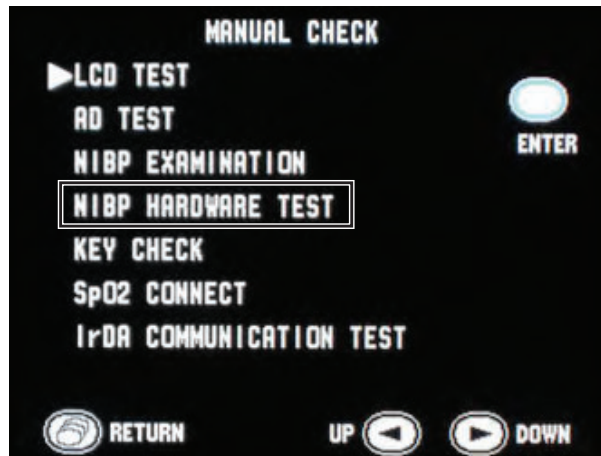 MANUAL CHECK
LCD TEST
AD TEST
ENTER
NIBP EXAMINATION
NIBP HARDWARE TEST
KEY CHECK
SpO2 CONNECT
IrDA COMMUNICATION TEST
RETURN UP DOWN